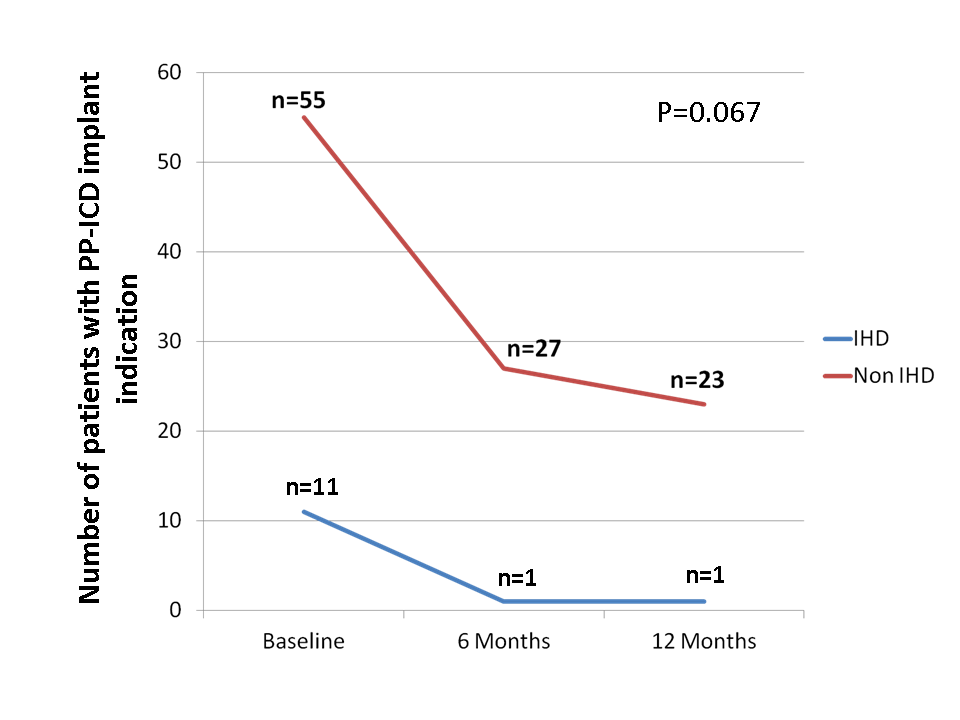 Number of patients with PP-ICD implant
indication
60
50
40
30
20
10
0
n=55
P=0.067
n=27
n=23
n=11
n=1
n=1
IHD
Non IHD
Baseline
6 Months
12 Months